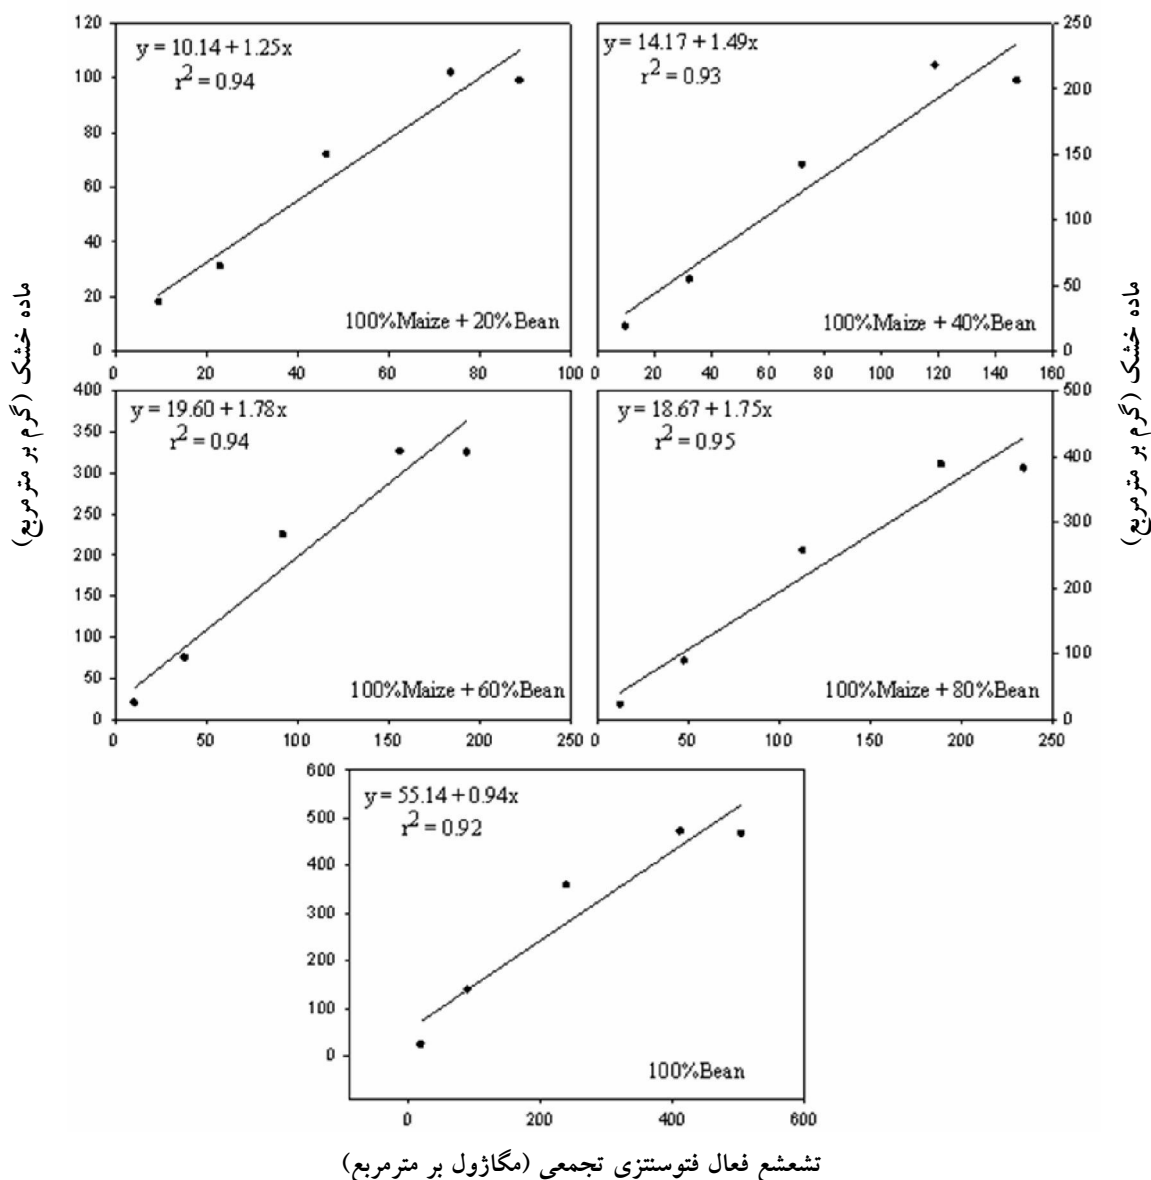 120
100
80
60
40
20
0
y = 10.14 + 1.25x
r² = 0.94
100%Maize + 20%Bean
0 20 40 60 80 100
y = 14.17 + 1.49x
r² = 0.93
100%Maize + 40%Bean
250
200
150
100
50
0
0 20 40 60 80 100 120 140 160
ماده خشک (گرم بر مترمربع)
ماده خشک (گرم بر مترمربع)
400
350
300
250
200
150
100
50
0
y = 19.60 + 1.78x
r² = 0.94
100%Maize + 60%Bean
0 50 100 150 200 250
y = 18.67 + 1.75x
r² = 0.95
100%Maize + 80%Bean
500
400
300
200
100
0
0 50 100 150 200 250
600
500
400
300
200
100
0
y = 55.14 + 0.94x
r² = 0.92
100%Bean
0 200 400 600
تشعشع فعال فتوسنتزی تجمعی (مگاژول بر مترمربع)